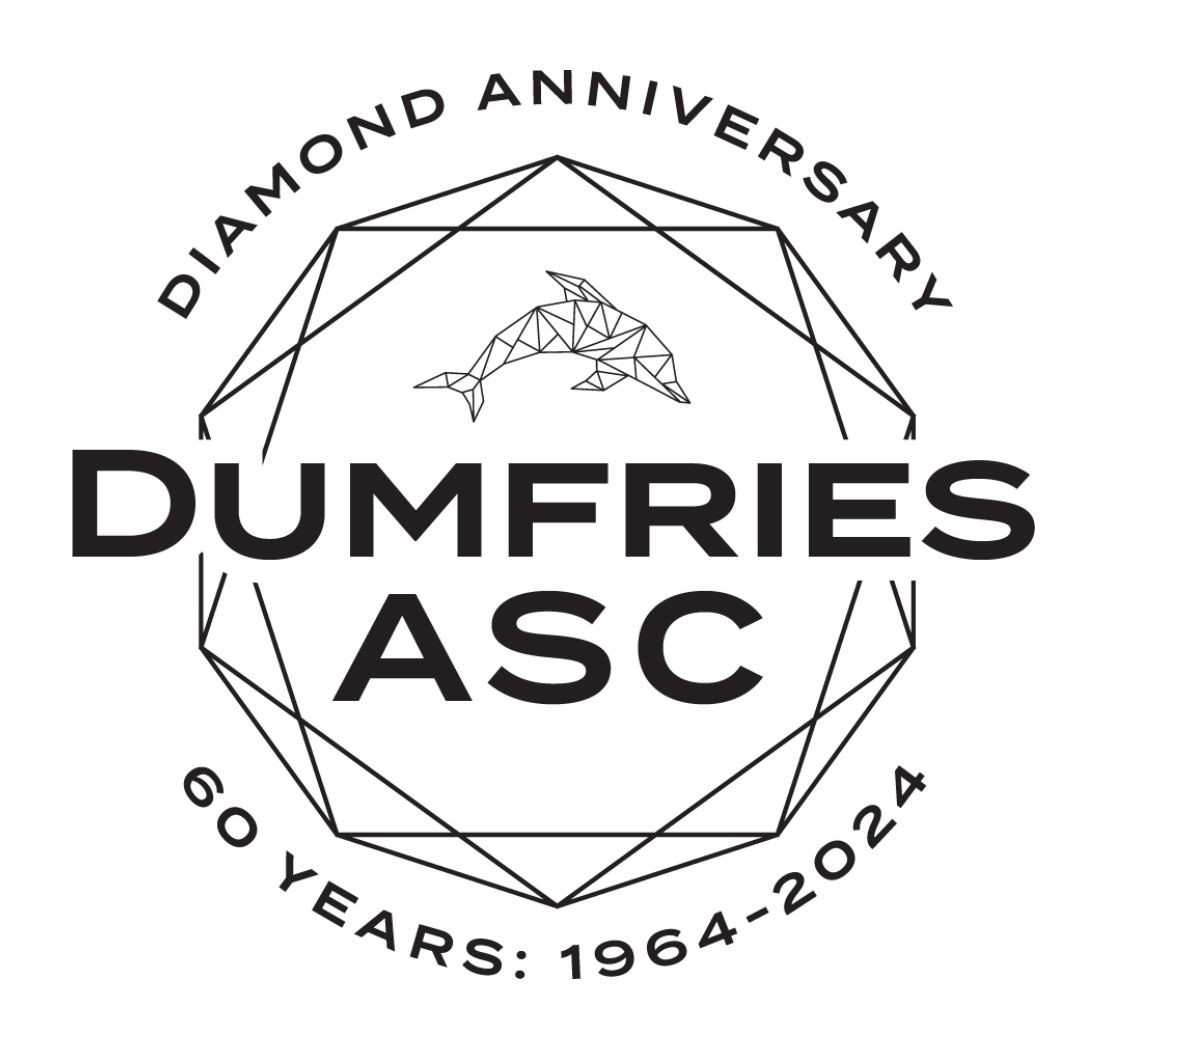 DIAMOND ANNIVERSARY
DUMFRIES
ASC
60 YEARS: 1964-2024